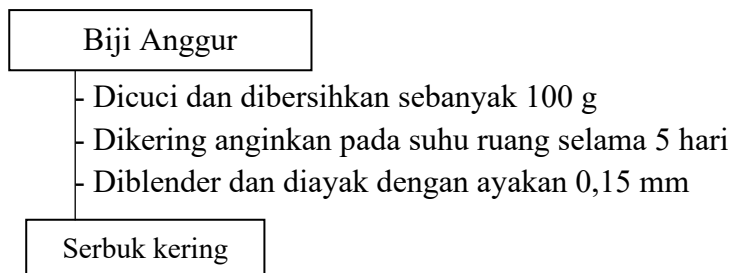 Biji Anggur
- Dicuci dan dibersihkan sebanyak 100 g
- Dikering anginkan pada suhu ruang selama 5 hari
- Diblender dan diayak dengan ayakan 0,15 mm
Serbuk kering